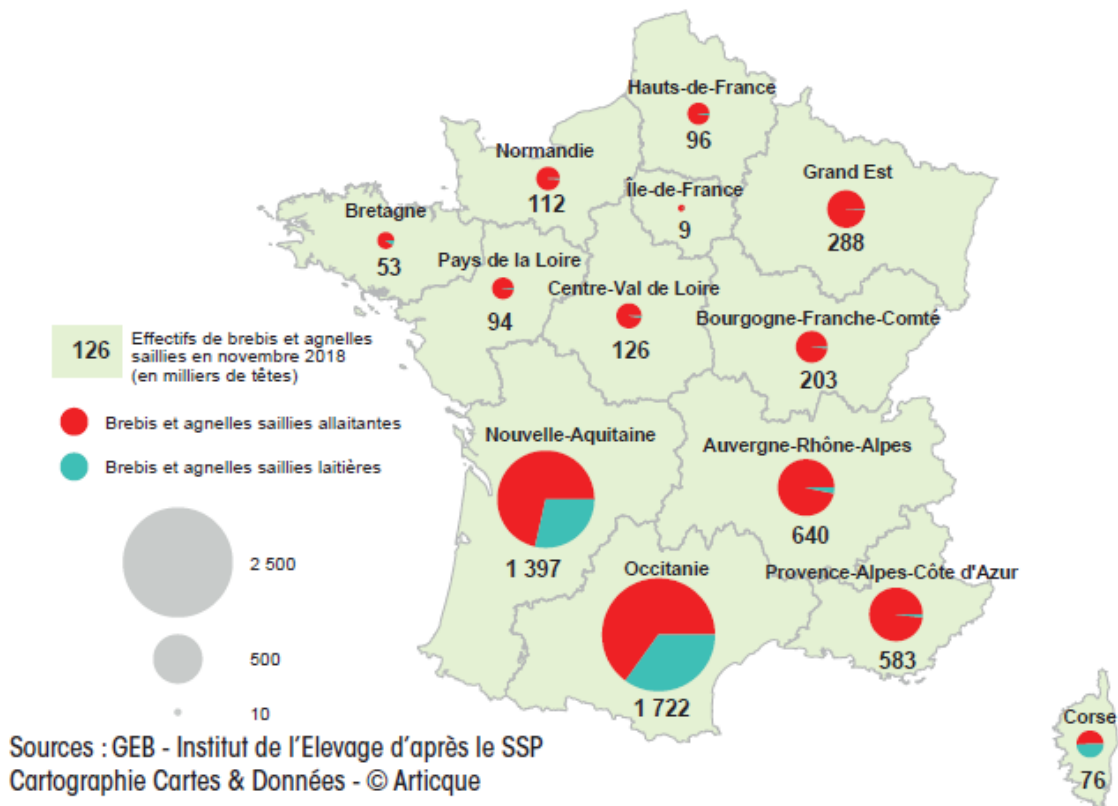 Hauts-de-France
96
Normandie
112
Île-de-France
9
Grand Est
288
Bretagne
53
Pays de la Loire
94
Centre-Val de Loire
126
Bourgogne-Franche-Comté
203
126
Effectifs de brebis et agnelles
saillies en novembre 2018
(en milliers de têtes)
Brebis et agnelles saillies allaitantes
Brebis et agnelles saillies laitières
2 500
500
10
Nouvelle-Aquitaine
1 397
Auvergne-Rhône-Alpes
640
Occitanie
1 722
Provence-Alpes-Côte d'Azur
583
Corse
76
Sources : GEB - Institut de l'Elevage d'après le SSP
Cartographie Cartes & Données - © Articque